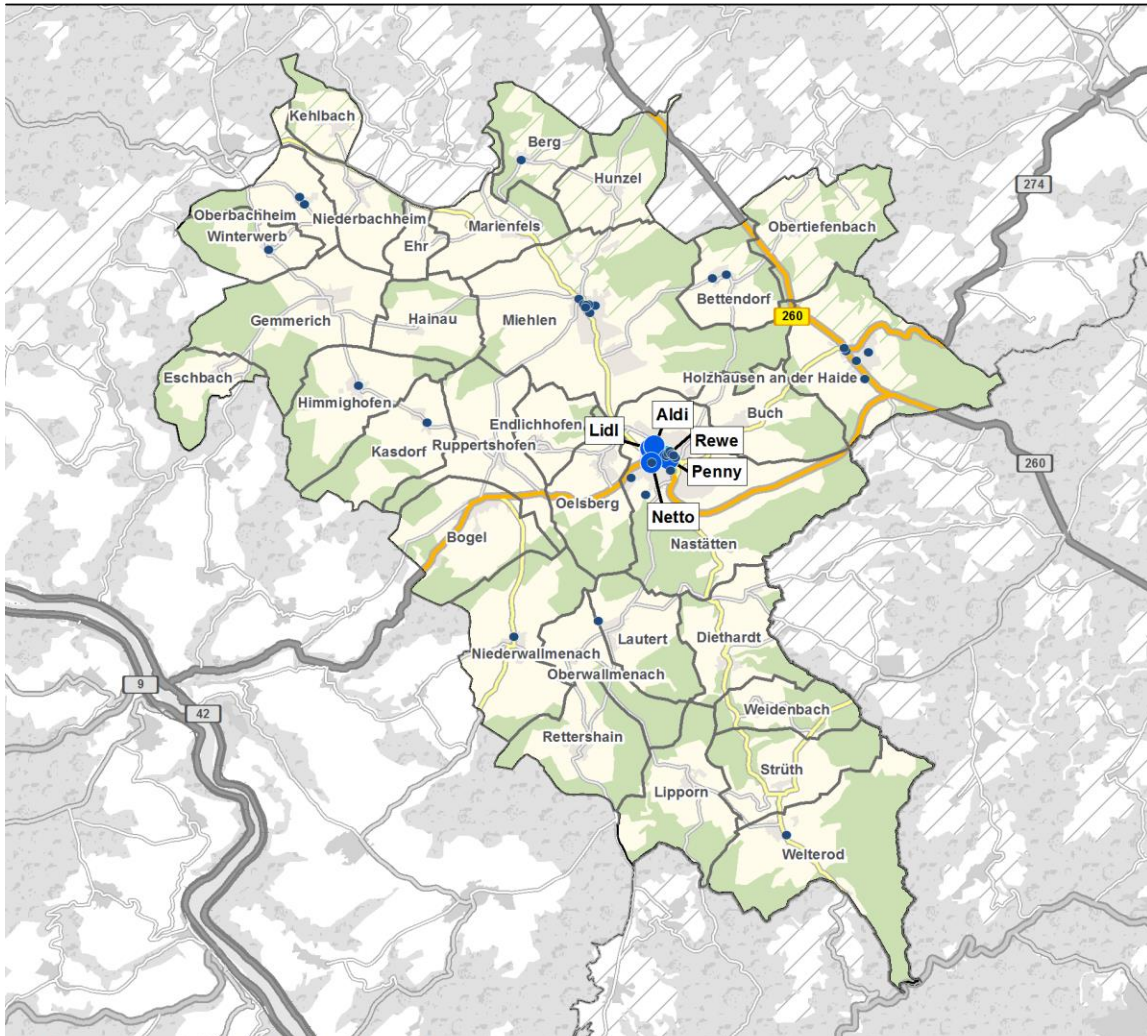 Kehlbach
Berg
Hunzel
274
Oberbachheim
Niederbachheim
Marienfels
Obertiefenbach
Winterwerb
Ehr
Bettendorf
Gemmerich
Hainau
Miehlen
260
Eschbach
Himmighofen
Holzhausen an der Haide
Endlichhofen
Buch
Aldi
Lidl
Rewe
Kasdorf
Ruppertshofen
Penny
260
Oelsberg
Netto
Bogel
Nastätten
Niederwallmenach
Lautert
Diethardt
Oberwallmenach
9
42
Weidenbach
Rettershain
Strüth
Lipporn
Welterod